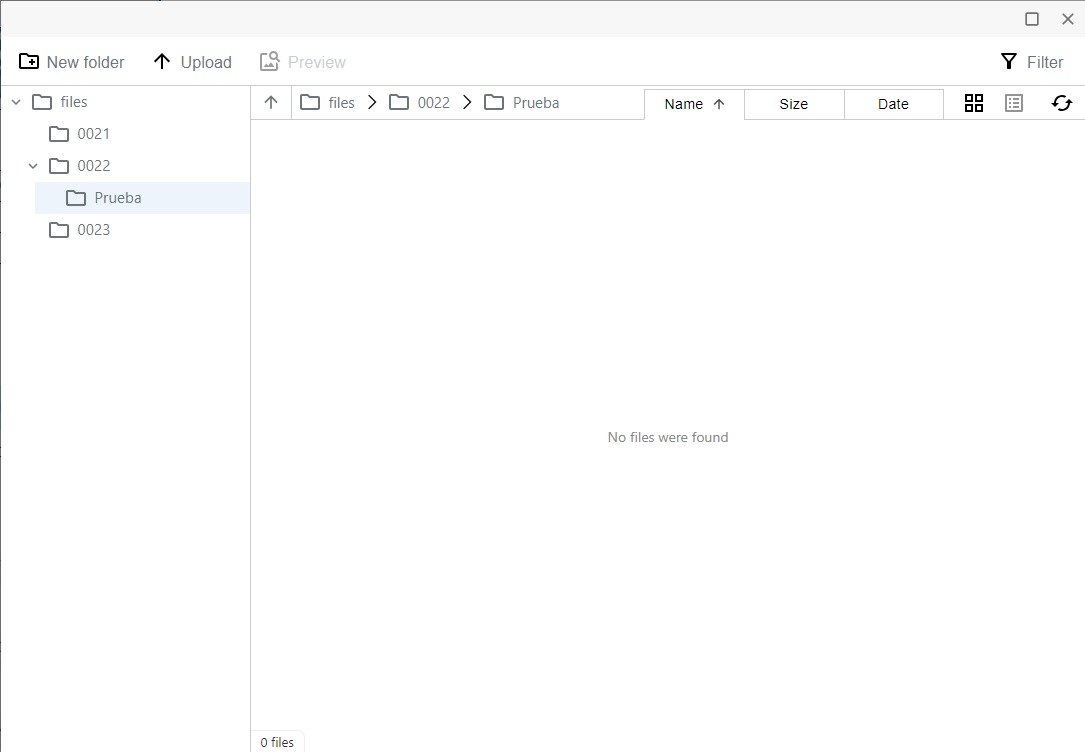 New folder Upload Preview Filter
files files 0022 Prueba Name Size Date
0021
0022
Prueba
0023
No files were found
0 files